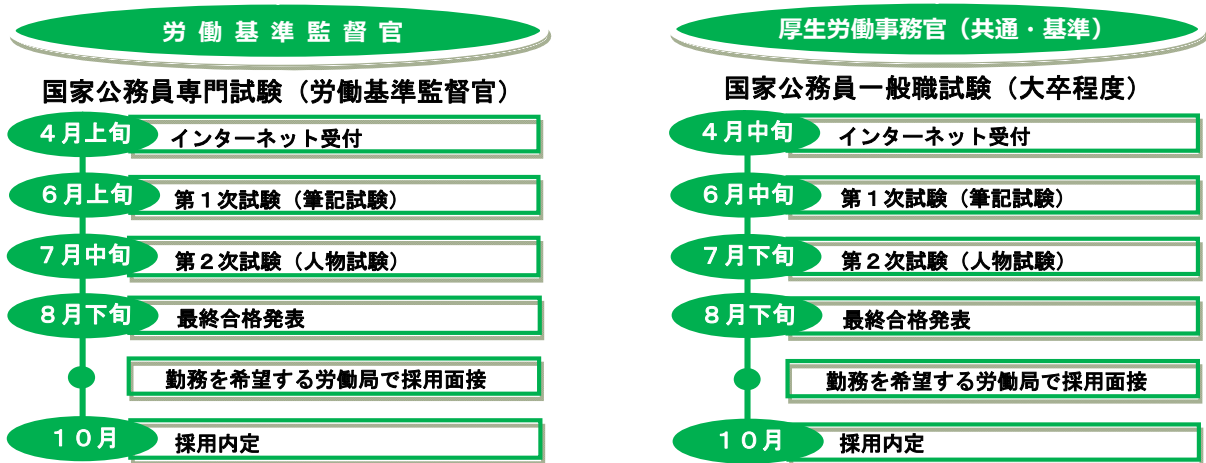 労働基準監督官
国家公務員専門試験（労働基準監督官）
４月上旬 インターネット受付
６月上旬 第１次試験（筆記試験）
７月中旬 第２次試験（人物試験）
８月下旬 最終合格発表
勤務を希望する労働局で採用面接
１０月 採用内定
厚生労働事務官（共通・基準）
国家公務員一般職試験（大卒程度）
４月中旬 インターネット受付
６月中旬 第１次試験（筆記試験）
７月下旬 第２次試験（人物試験）
８月下旬 最終合格発表
勤務を希望する労働局で採用面接
１０月 採用内定